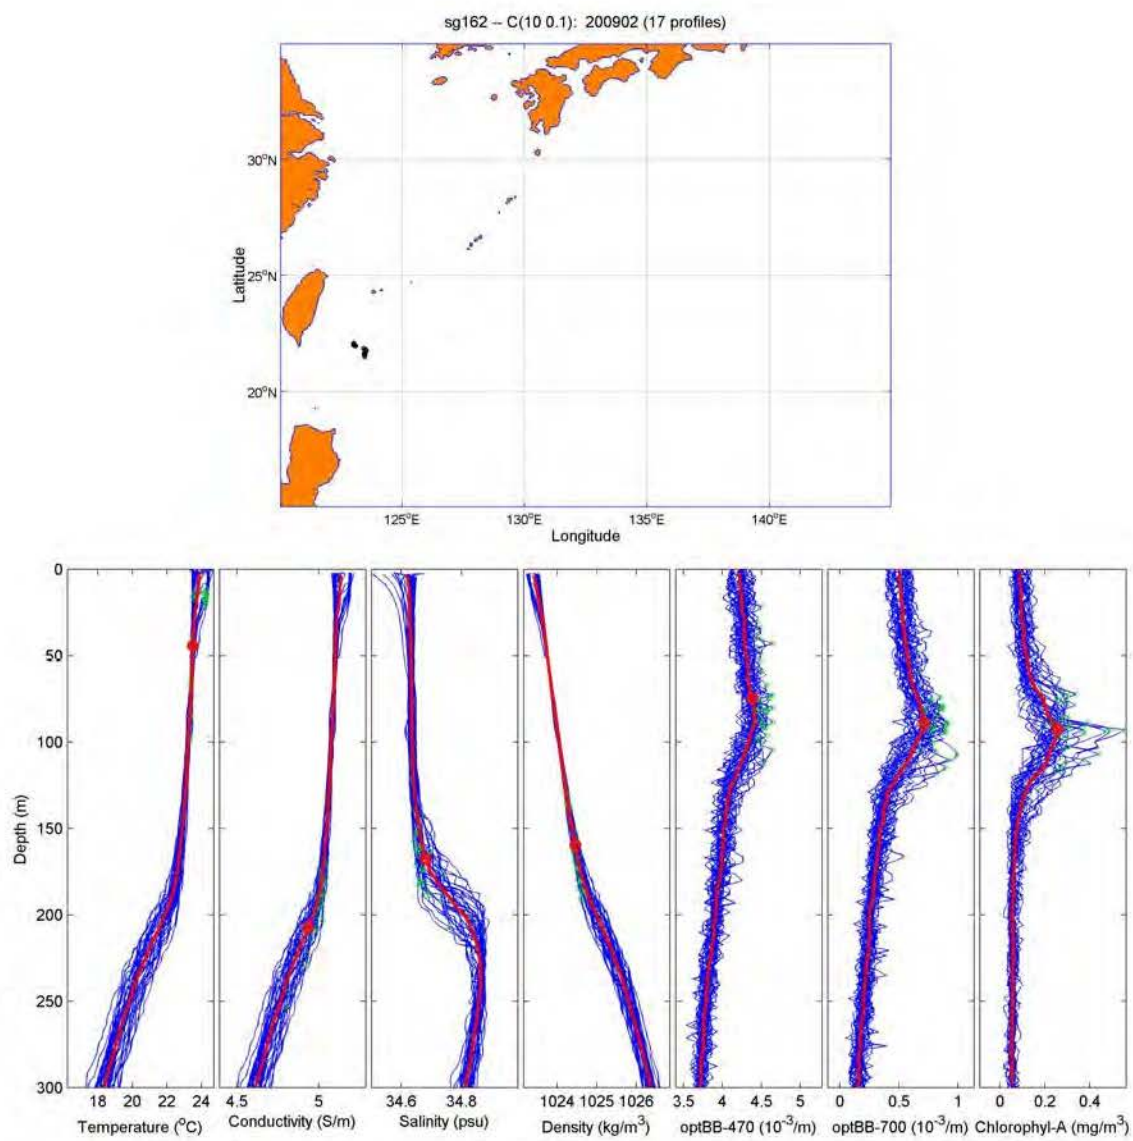 sg162 -- C(10 0.1): 200902 (17 profiles)
30°N
25°N
20°N
Latitude
125°E 130°E 135°E 140°E
Longitude
0
50
100
150
200
250
300
Depth (m)
18 20 22 24 4.5 5 34.6 34.8 1024 1025 1026 3.5 4 4.5 5 0 0.5 1 0 0.2 0.4
Temperature (°C) Conductivity (S/m) Salinity (psu) Density (kg/m³) optBB-470 (10⁻³/m) optBB-700 (10⁻³/m) Chlorophyl-A (mg/m³)